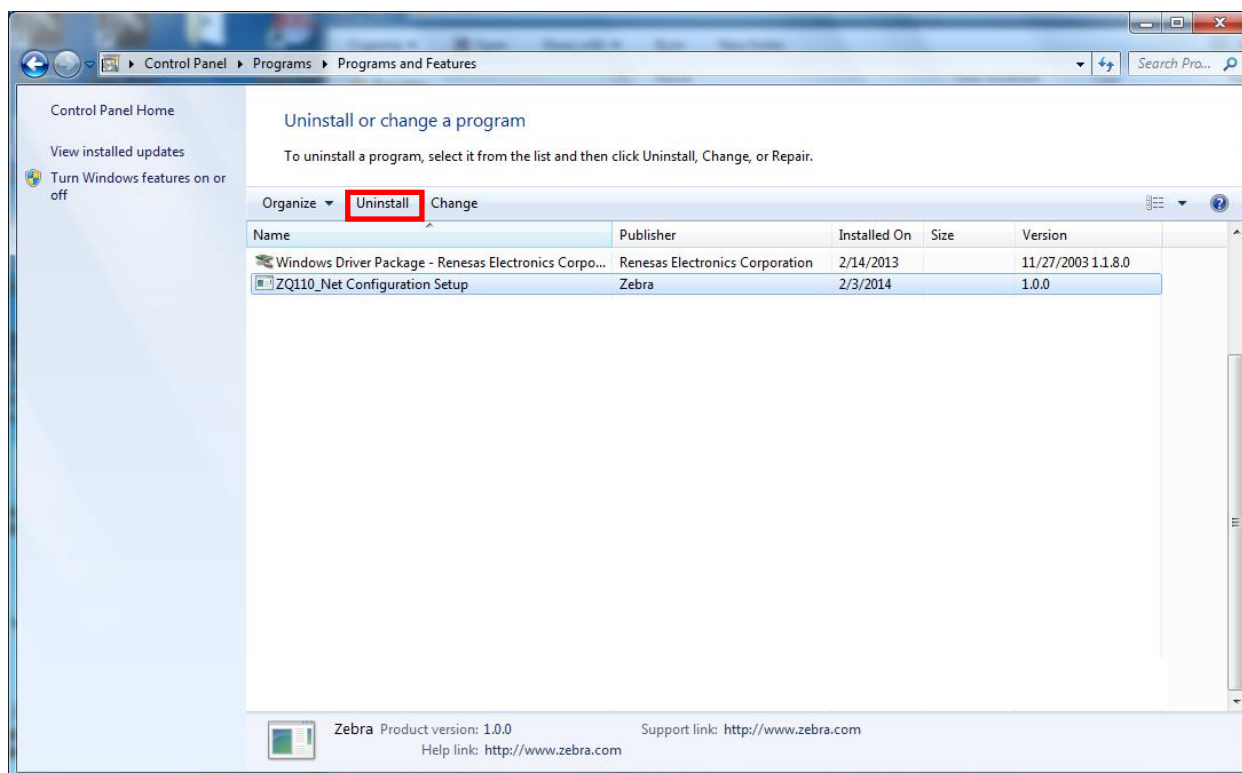 Control Panel Programs Programs and Features Search Pro...
Control Panel Home
View installed updates
Turn Windows features on or
off
Uninstall or change a program
To uninstall a program, select it from the list and then click Uninstall, Change, or Repair.
Organize Uninstall Change
Name Publisher Installed On Size Version
Windows Driver Package - Renesas Electronics Corpo... Renesas Electronics Corporation 2/14/2013 11/27/2003 1.1.8.0
ZQ110_Net Configuration Setup Zebra 2/3/2014 1.0.0
Zebra Product version: 1.0.0 Support link: http://www.zebra.com
Help link: http://www.zebra.com